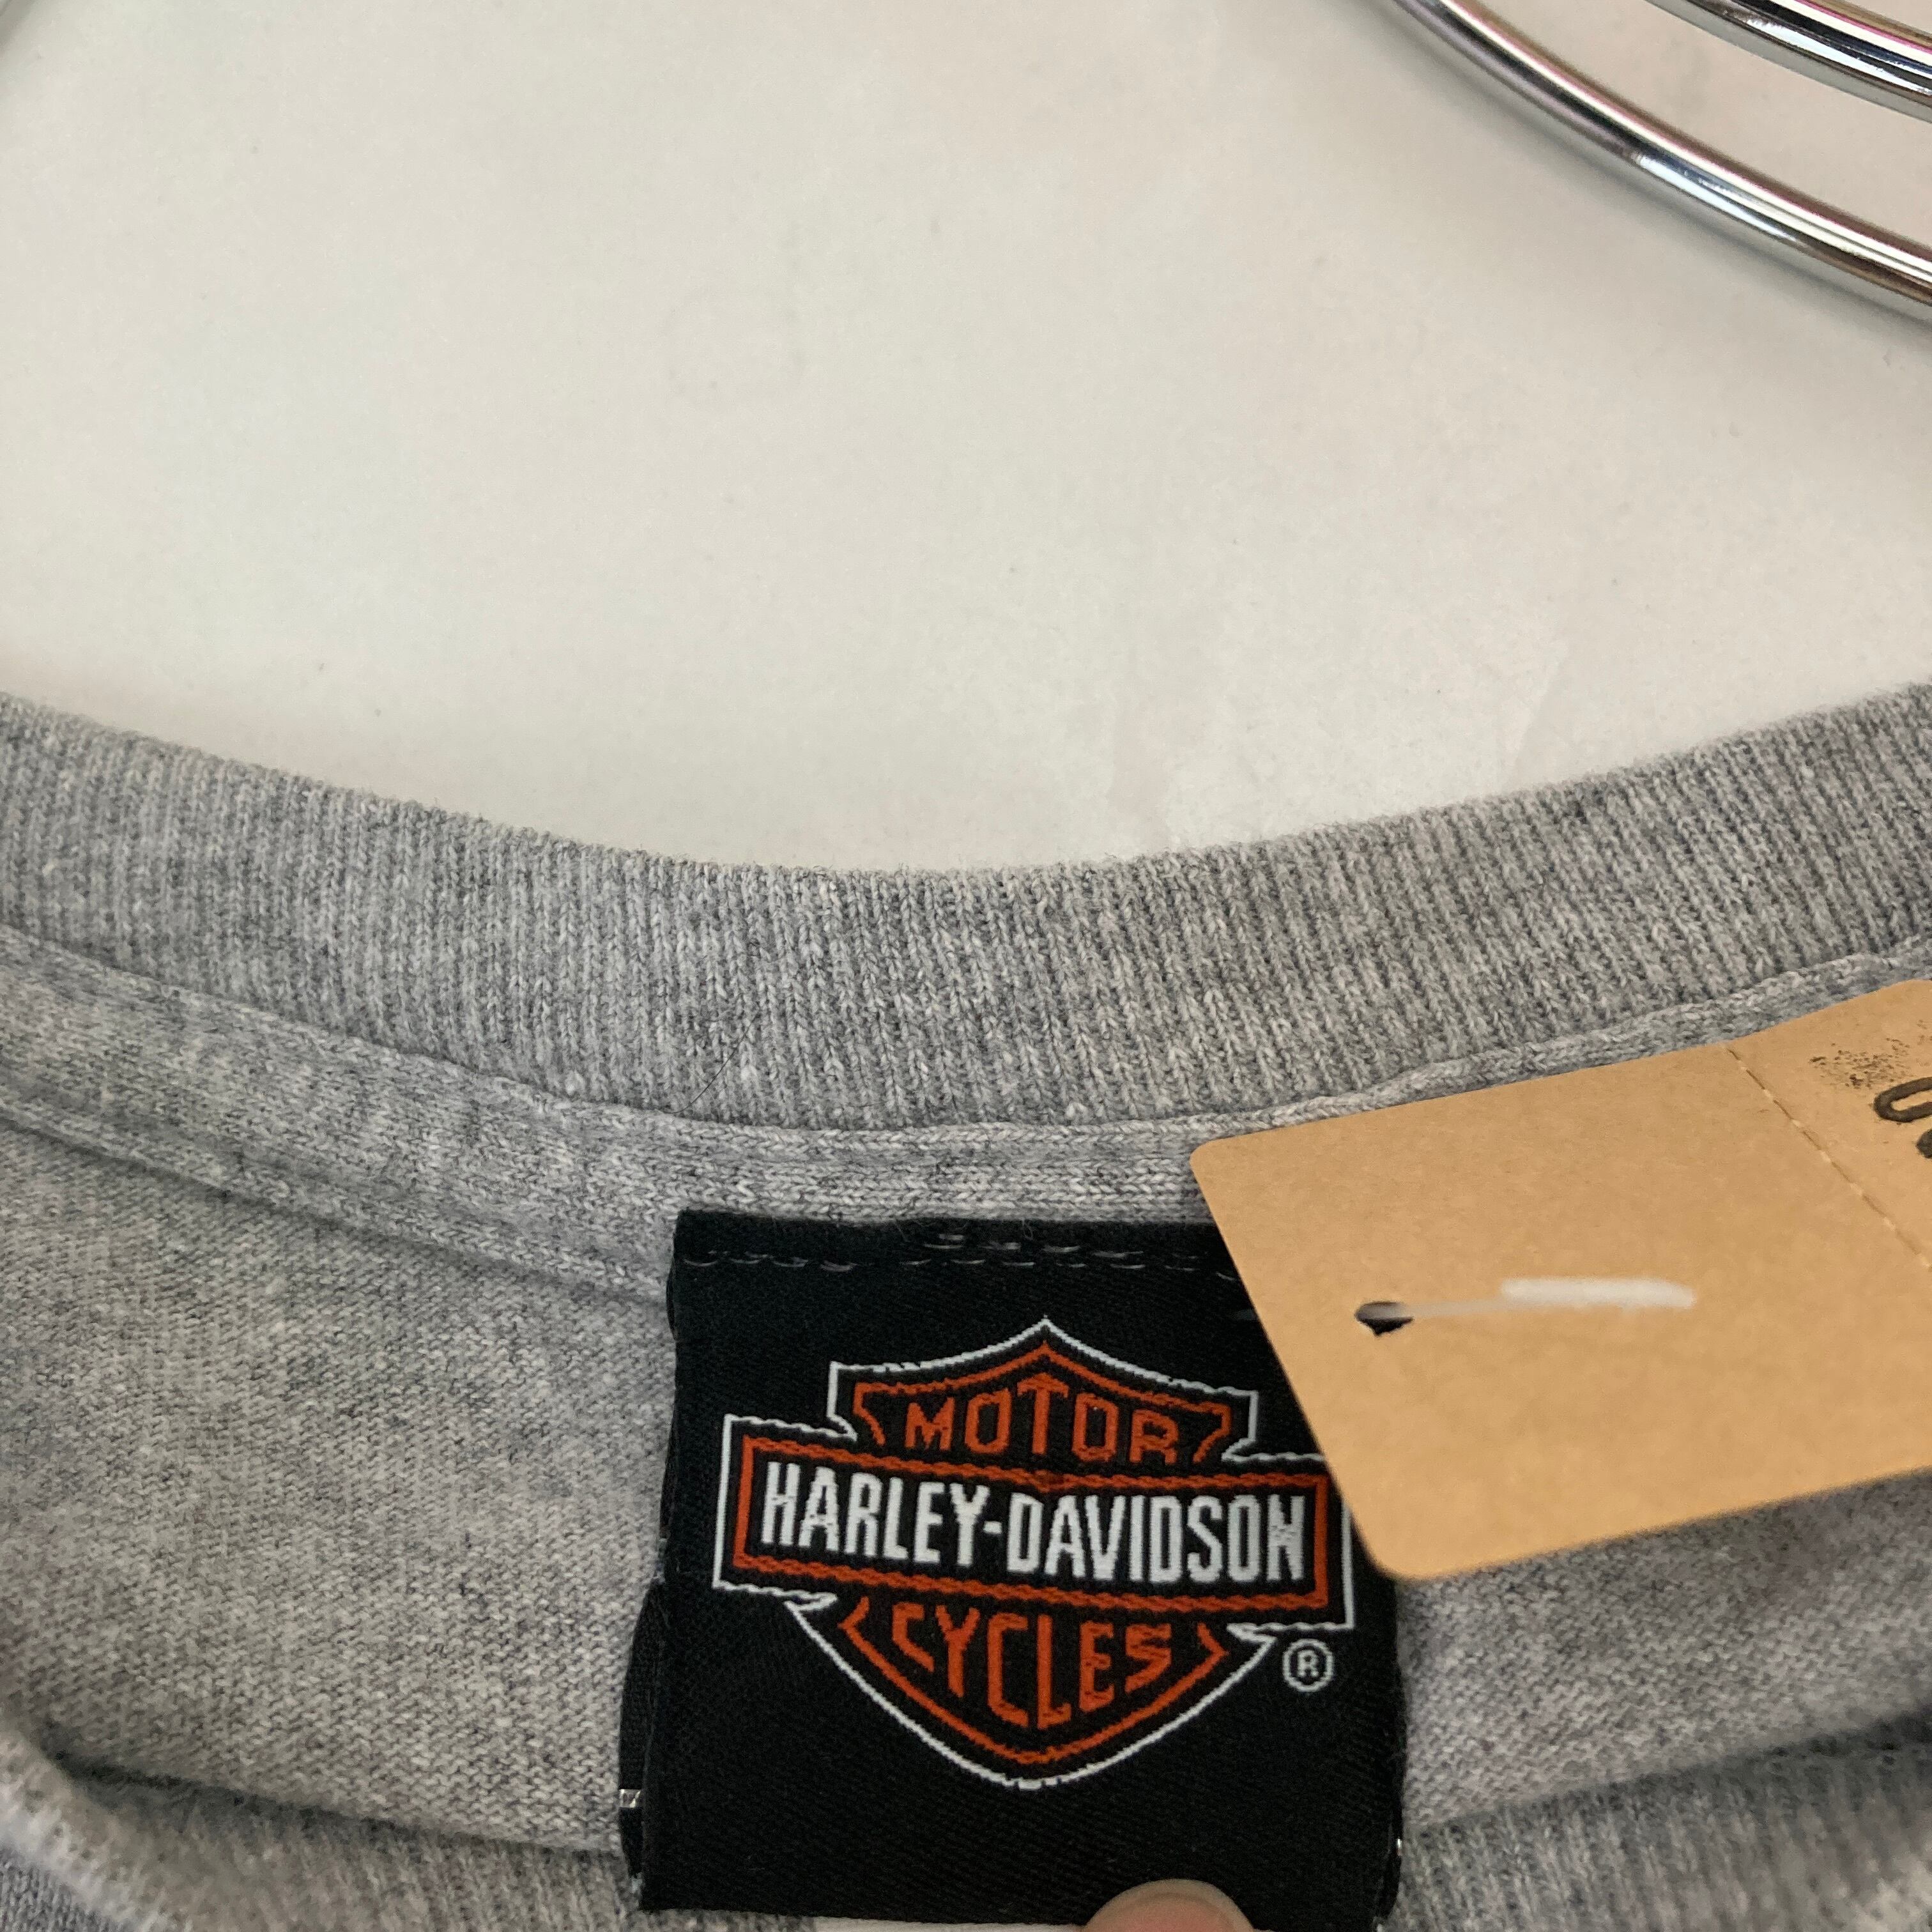 MOTOR
HARLEY-DAVIDSON
CYCLES
®